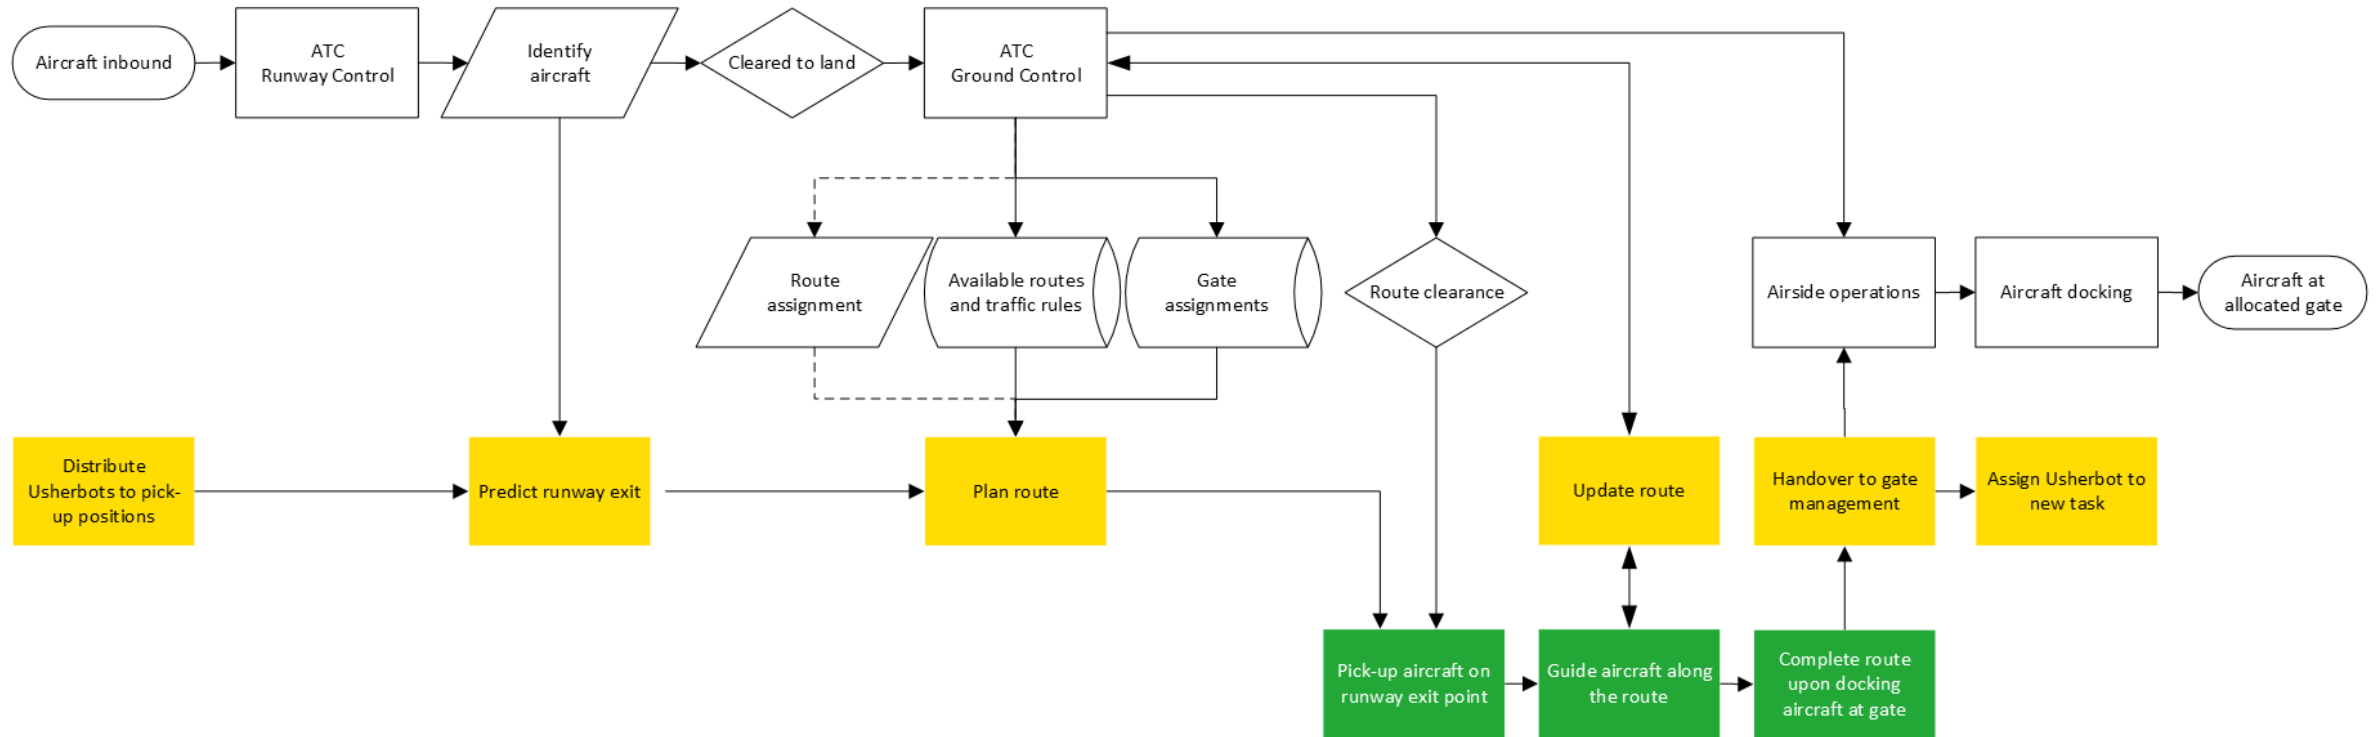 Aircraft inbound
ATC
Runway Control
Identify
aircraft
Cleared to land
ATC
Ground Control
Route
assignment
Available routes
and traffic rules
Gate
assignments
Route clearance
Airside operations
Aircraft docking
Aircraft at
allocated gate
Distribute
Usherbots to pick-
up positions
Predict runway exit
Plan route
Update route
Handover to gate
management
Assign Usherbot to
new task
Pick-up aircraft on
runway exit point
Guide aircraft along
the route
Complete route
upon docking
aircraft at gate